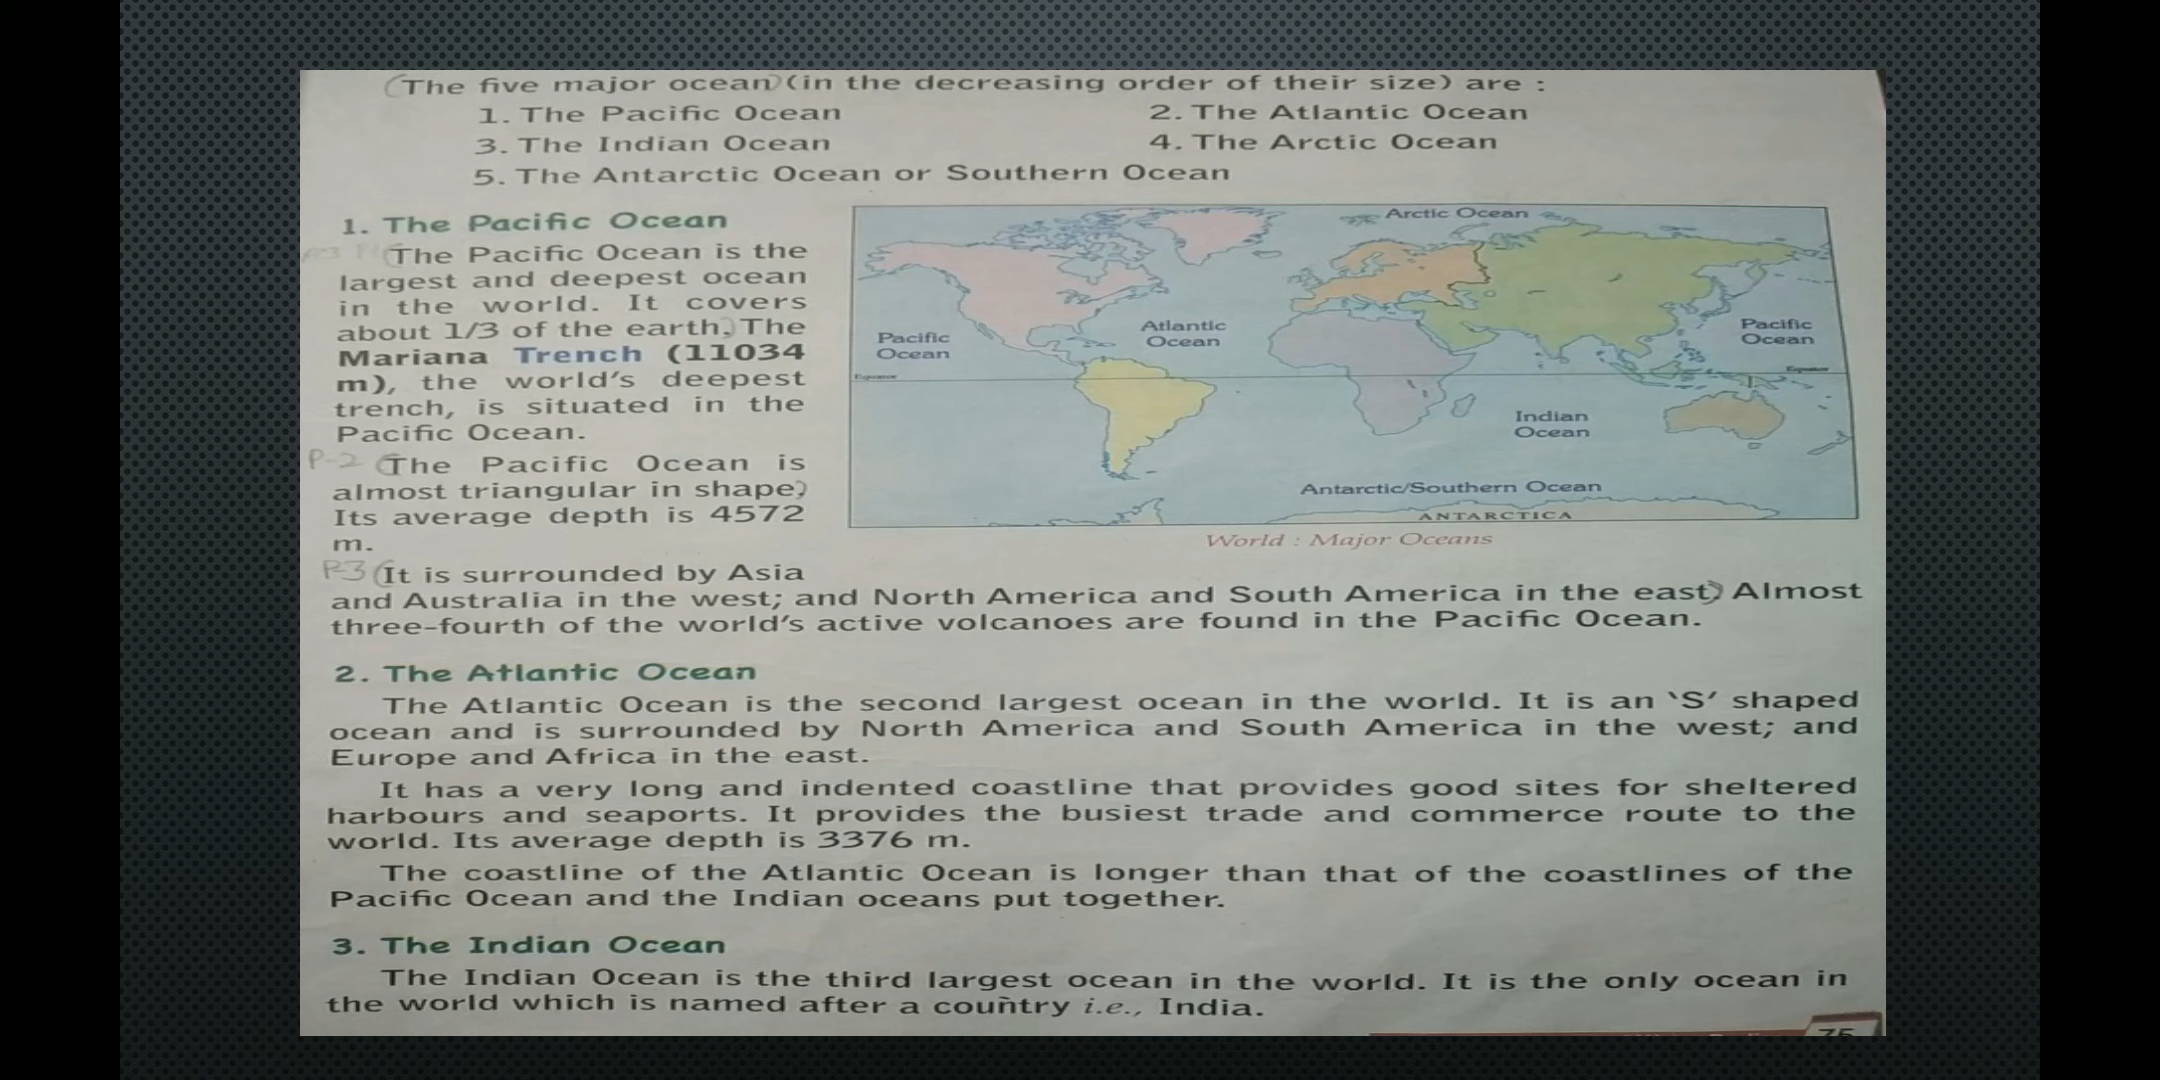 The five major ocean (in the decreasing order of their size) are :
1. The Pacific Ocean
2. The Atlantic Ocean
3. The Indian Ocean
4. The Arctic Ocean
5. The Antarctic Ocean or Southern Ocean
1. The Pacific Ocean
The Pacific Ocean is the
largest and deepest ocean
in the world. It covers
about 1/3 of the earth. The
Mariana Trench (11034
m), the world's deepest
trench, is situated in the
Pacific Ocean.
P-2 The Pacific Ocean is
almost triangular in shape.
Its average depth is 4572
m.
P-3 It is surrounded by Asia
and Australia in the west; and North America and South America in the east. Almost
three-fourth of the world's active volcanoes are found in the Pacific Ocean.
Arctic Ocean
Pacific
Ocean
Atlantic
Ocean
Pacific
Ocean
Equator
Equator
Indian
Ocean
Antarctic/Southern Ocean
ANTARCTICA
World : Major Oceans
2. The Atlantic Ocean
The Atlantic Ocean is the second largest ocean in the world. It is an 'S' shaped
ocean and is surrounded by North America and South America in the west; and
Europe and Africa in the east.
It has a very long and indented coastline that provides good sites for sheltered
harbours and seaports. It provides the busiest trade and commerce route to the
world. Its average depth is 3376 m.
The coastline of the Atlantic Ocean is longer than that of the coastlines of the
Pacific Ocean and the Indian oceans put together.
3. The Indian Ocean
The Indian Ocean is the third largest ocean in the world. It is the only ocean in
the world which is named after a country i.e., India.
75